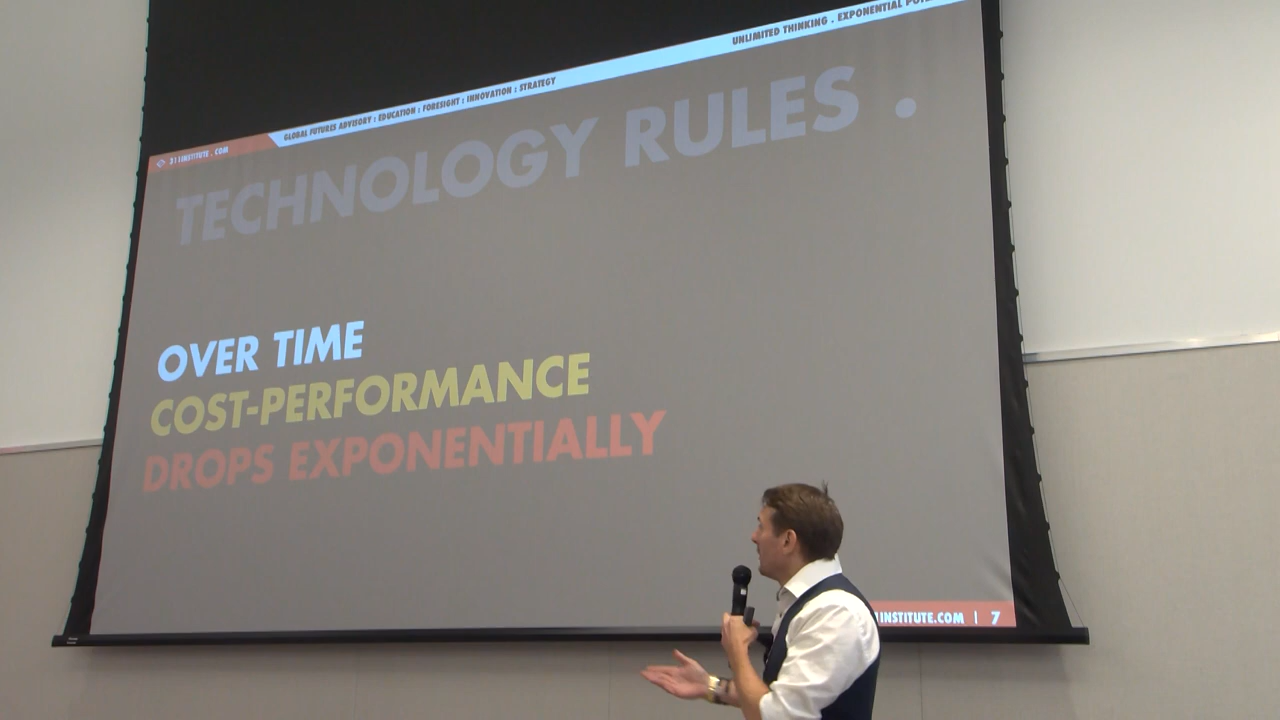 UNLIMITED THINKING . EXPONENTIAL
GLOBAL FUTURES ADVISORY : EDUCATION : FORESIGHT : INNOVATION : STRATEGY
311INSTITUTE . COM
TECHNOLOGY RULES .
OVER TIME
COST-PERFORMANCE
DROPS EXPONENTIALLY
1INSTITUTE.COM | 7